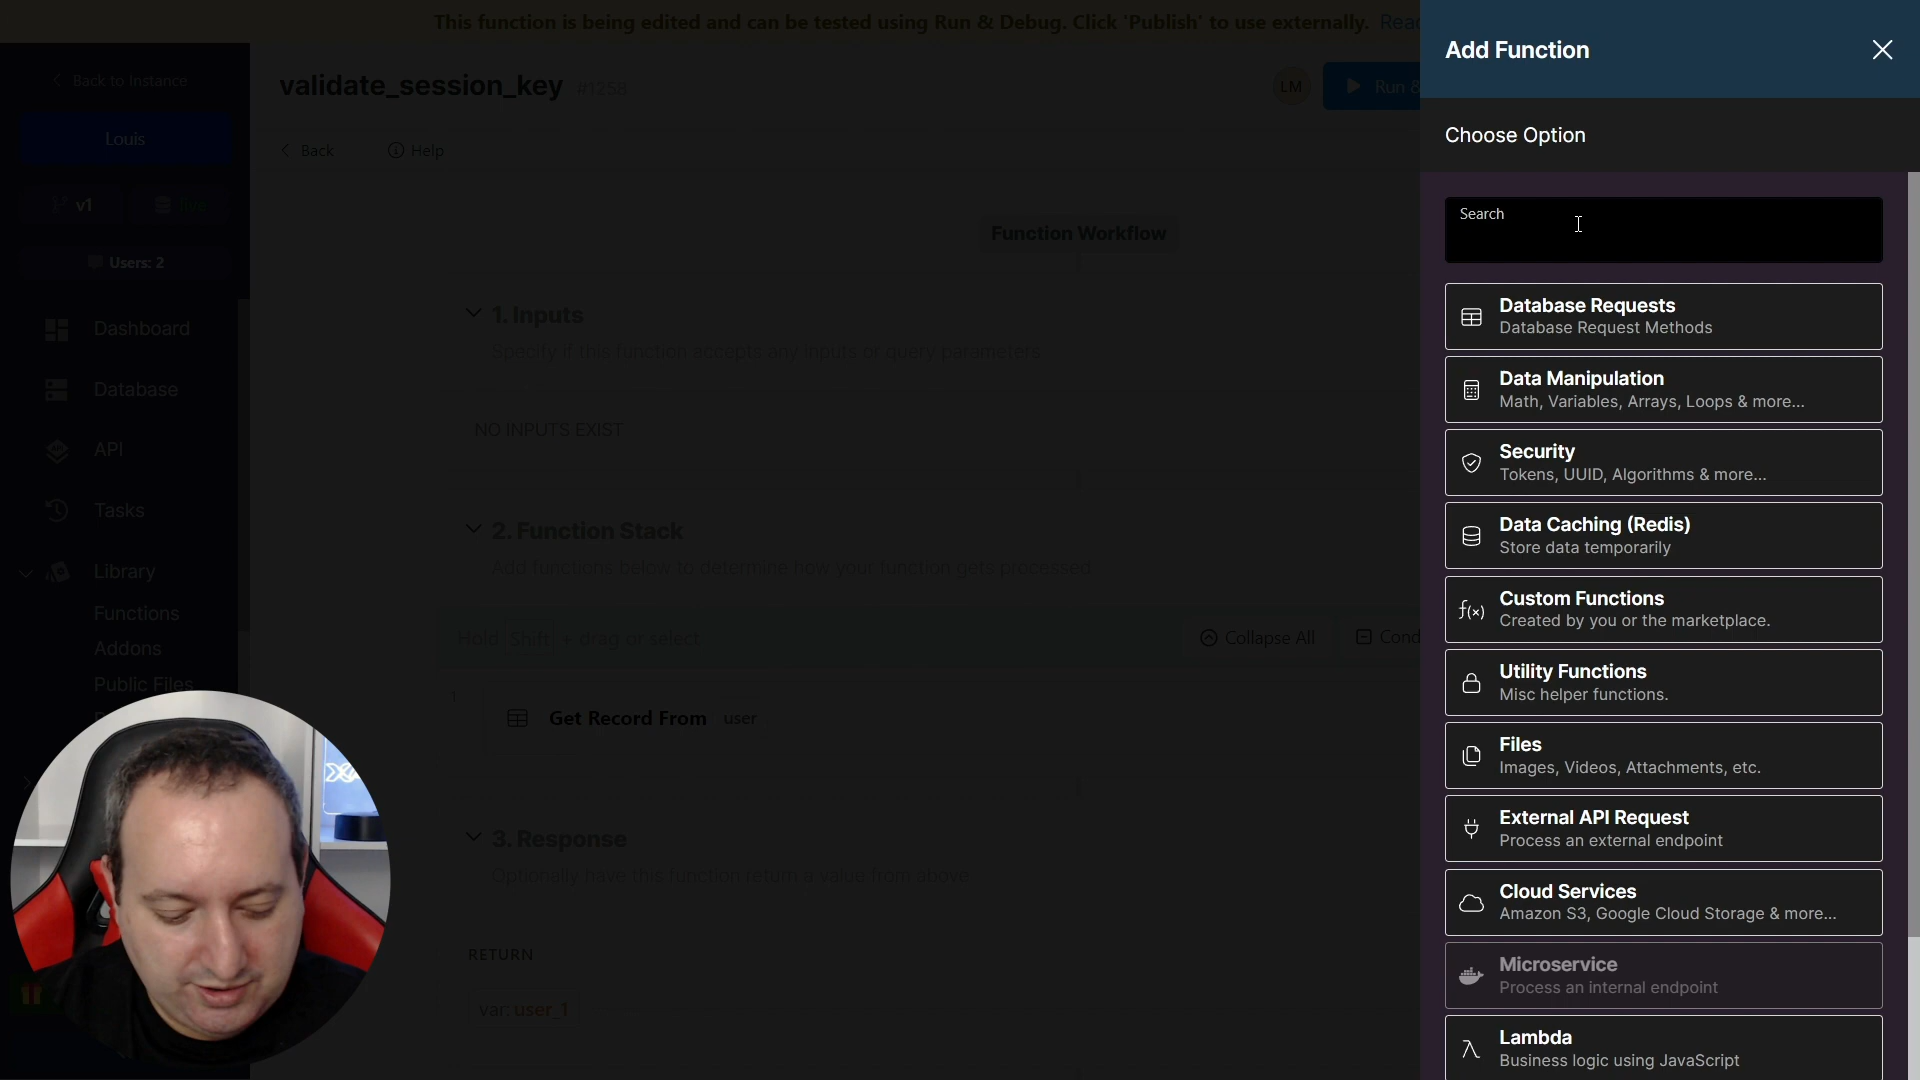 This function is being edited and can be tested using Run & Debug. Click 'Publish' to use externally. Read
Back to Instance
Louis
v1
live
Users: 2
Dashboard
Database
API
Tasks
Library
Functions
Addons
Public Files
validate_session_key #1258
LM
Run &
Back
Help
Function Workflow
1. Inputs
Specify if this function accepts any inputs or query parameters
NO INPUTS EXIST
2. Function Stack
Add functions below to determine how your function gets processed
Hold Shift + drag or select
Collapse All
Cond
1
Get Record From user
3. Response
Optionally have this function return a value from above
RETURN
var: user_1
Add Function
Choose Option
Search
Database Requests
Database Request Methods
Data Manipulation
Math, Variables, Arrays, Loops & more...
Security
Tokens, UUID, Algorithms & more...
Data Caching (Redis)
Store data temporarily
Custom Functions
Created by you or the marketplace.
Utility Functions
Misc helper functions.
Files
Images, Videos, Attachments, etc.
External API Request
Process an external endpoint
Cloud Services
Amazon S3, Google Cloud Storage & more...
Microservice
Process an internal endpoint
Lambda
Business logic using JavaScript